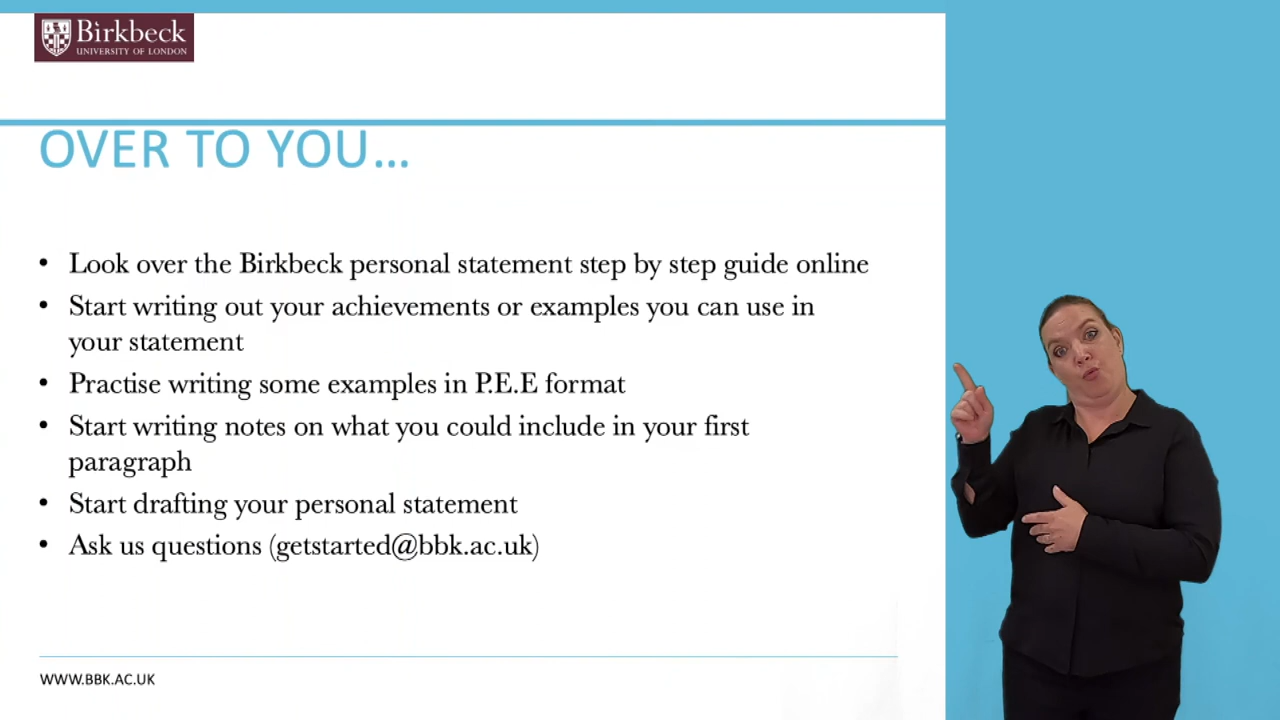 Birkbeck
UNIVERSITY OF LONDON
OVER TO YOU...
• Look over the Birkbeck personal statement step by step guide online
• Start writing out your achievements or examples you can use in
your statement
• Practise writing some examples in P.E.E format
• Start writing notes on what you could include in your first
paragraph
• Start drafting your personal statement
• Ask us questions (getstarted@bbk.ac.uk)
WWW.BBK.AC.UK